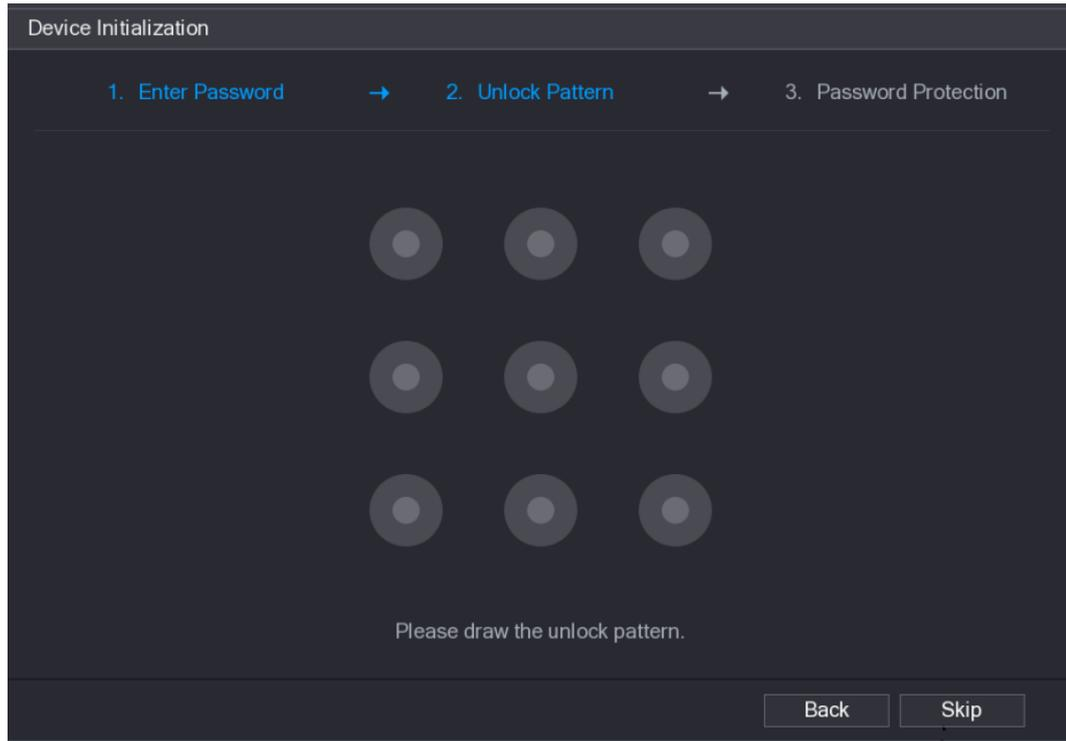 Device Initialization
1. Enter Password → 2. Unlock Pattern → 3. Password Protection
Please draw the unlock pattern.
Back Skip